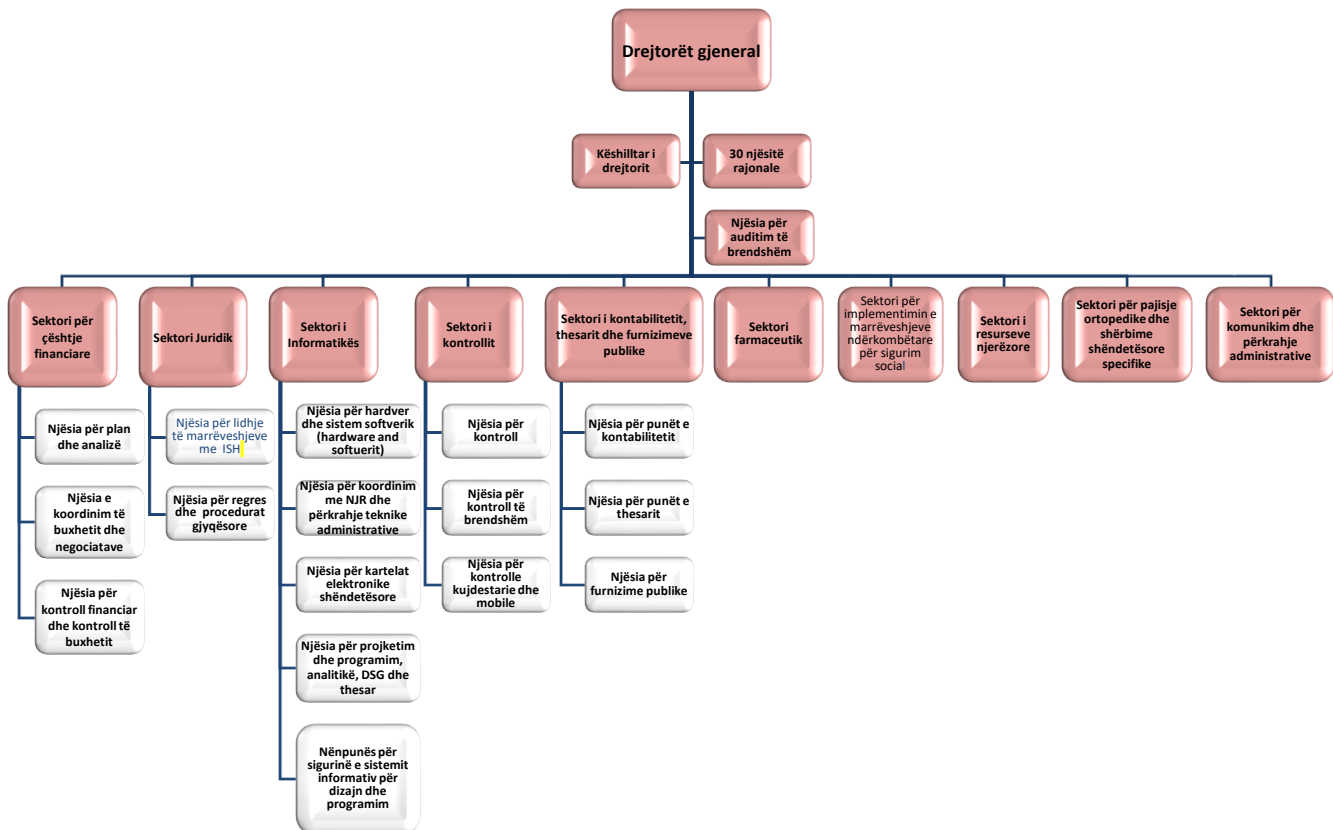 Drejtorët gjeneral
Këshilltar i
drejtorit
30 njësitë
rajonale
Njësia për
auditim të
brendshëm
Sektori për
çështje
financiare
Sektori Juridik
Sektori i
Informatikës
Sektori i
kontrollit
Sektori i kontabilitetit,
thesarit dhe furnizimeve
publike
Sektori
farmaceutik
Sektori për
implementimin e
marrëveshjeve
ndërkombëtare
për sigurim
social
Sektori i
resurseve
njerëzore
Sektori për pajisje
ortopedike dhe
shërbime
shëndetësore
specifike
Sektori për
komunikim dhe
përkrahje
administrative
Njësia për plan
dhe analizë
Njësia e
koordinim të
buxhetit dhe
negociatave
Njësia për
kontroll financiar
dhe kontroll të
buxhetit
Njësia për lidhje
të marrëveshjeve
me ISH
Njësia për regres
dhe procedurat
gjyqësore
Njësia për hardver
dhe sistem softverik
(hardware and
softuerit)
Njësia për koordinim
me NJR dhe
përkrahje teknike
administrative
Njësia për kartelat
elektronike
shëndetësore
Njësia për projketim
dhe programim,
analitikë, DSG dhe
thesar
Nënpunës për
sigurinë e sistemit
informativ për
dizajn dhe
programim
Njësia për
kontroll
Njësia për
kontroll të
brendshëm
Njësia për
kontrolle
kujdestarie dhe
mobile
Njësia për punët e
kontabilitetit
Njësia për punët e
thesarit
Njësia për
furnizime publike